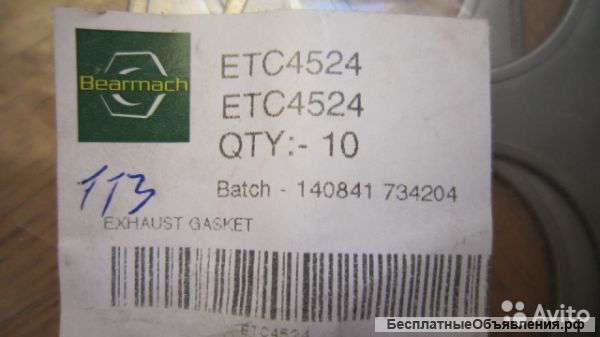 Bearmach
ETC4524
ETC4524
QTY:- 10
Batch - 140841 734204
113
EXHAUST GASKET
ETC4524
Avito
БесплатныеОбъявления.рф